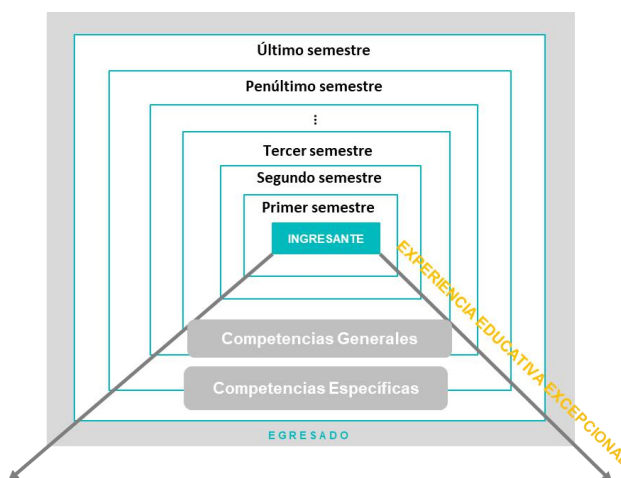 Último semestre
Penúltimo semestre
⋮
Tercer semestre
Segundo semestre
Primer semestre
INGRESANTE
EXPERIENCIA EDUCATIVA EXCEPCIONAL
Competencias Generales
Competencias Específicas
EGRESADO